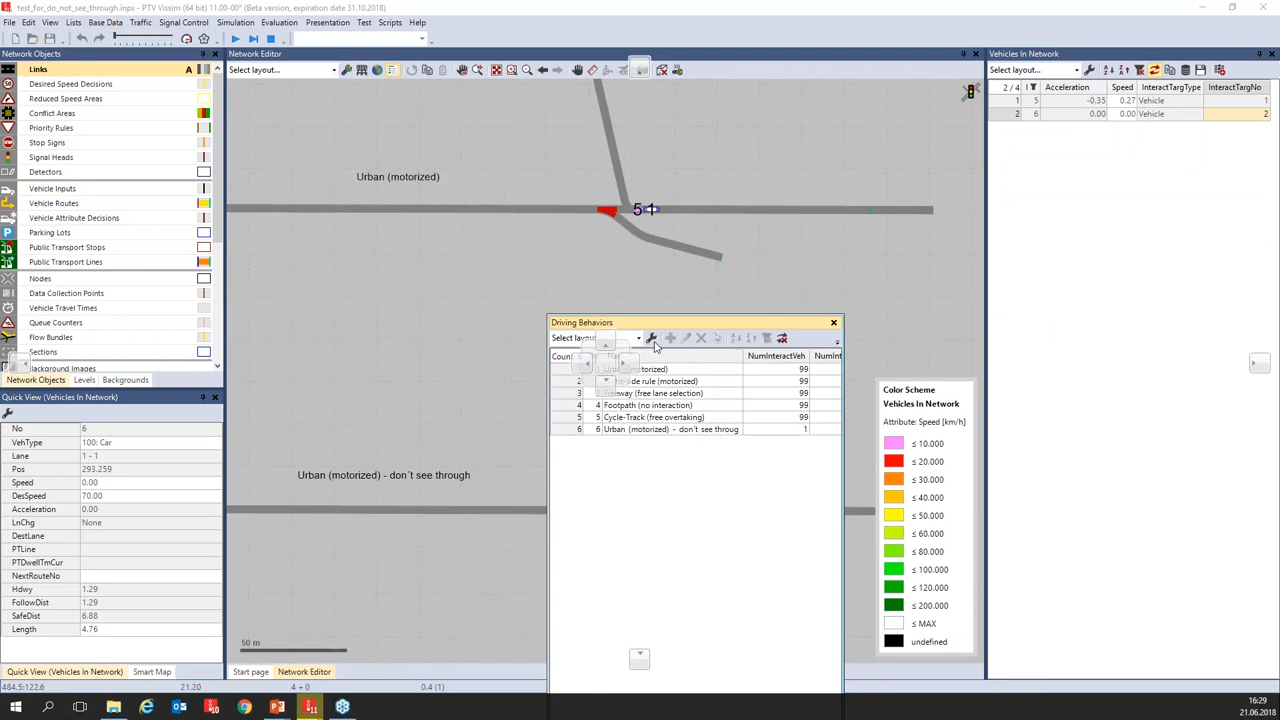 test_for_do_not_see_through.inpx - PTV Vissim (64 bit) 11.00-00* (Beta version, expiration date 31.10.2018)
File Edit View Lists Base Data Traffic Signal Control Simulation Evaluation Presentation Test Scripts Help
Network Objects
Network Editor
Vehicles In Network
Links A
Desired Speed Decisions
Reduced Speed Areas
Conflict Areas
Priority Rules
Stop Signs
Signal Heads
Detectors
Vehicle Inputs
Vehicle Routes
Vehicle Attribute Decisions
Parking Lots
Public Transport Stops
Public Transport Lines
Nodes
Data Collection Points
Vehicle Travel Times
Queue Counters
Flow Bundles
Sections
Background Images
Network Objects Levels Backgrounds
Quick View (Vehicles In Network)
No 6
VehType 100: Car
Lane 1 - 1
Pos 293.259
Speed 0.00
DesSpeed 70.00
Acceleration 0.00
LnChg None
DestLane
PTLine
PTDwellTmCur
NextRouteNo
Hdwy 1.29
FollowDist 1.29
SafeDist 6.88
Length 4.76
Quick View (Vehicles In Network) Smart Map
Select layout...
Urban (motorized)
5 1
Urban (motorized) - don´t see through
50 m
Start page Network Editor
Driving Behaviors
Select layou
Coun NumInteractVeh NumInt
1 1 (motorized) 99
2 -side rule (motorized) 99
3 (free lane selection) 99
4 4 Footpath (no interaction) 99
5 5 Cycle-Track (free overtaking) 99
6 6 Urban (motorized) - don´t see throug 1
Color Scheme
Vehicles In Network
Attribute: Speed [km/h]
≤ 10.000
≤ 20.000
≤ 30.000
≤ 40.000
≤ 50.000
≤ 60.000
≤ 80.000
≤ 100.000
≤ 120.000
≤ 200.000
≤ MAX
undefined
Select layout...
2 / 4 Acceleration Speed InteractTargType InteractTargNo
1 5 -0.35 0.27 Vehicle 1
2 6 0.00 0.00 Vehicle 2
484.5:122.6 21.20 4 + 0 0.4 (1)
16:29
21.06.2018